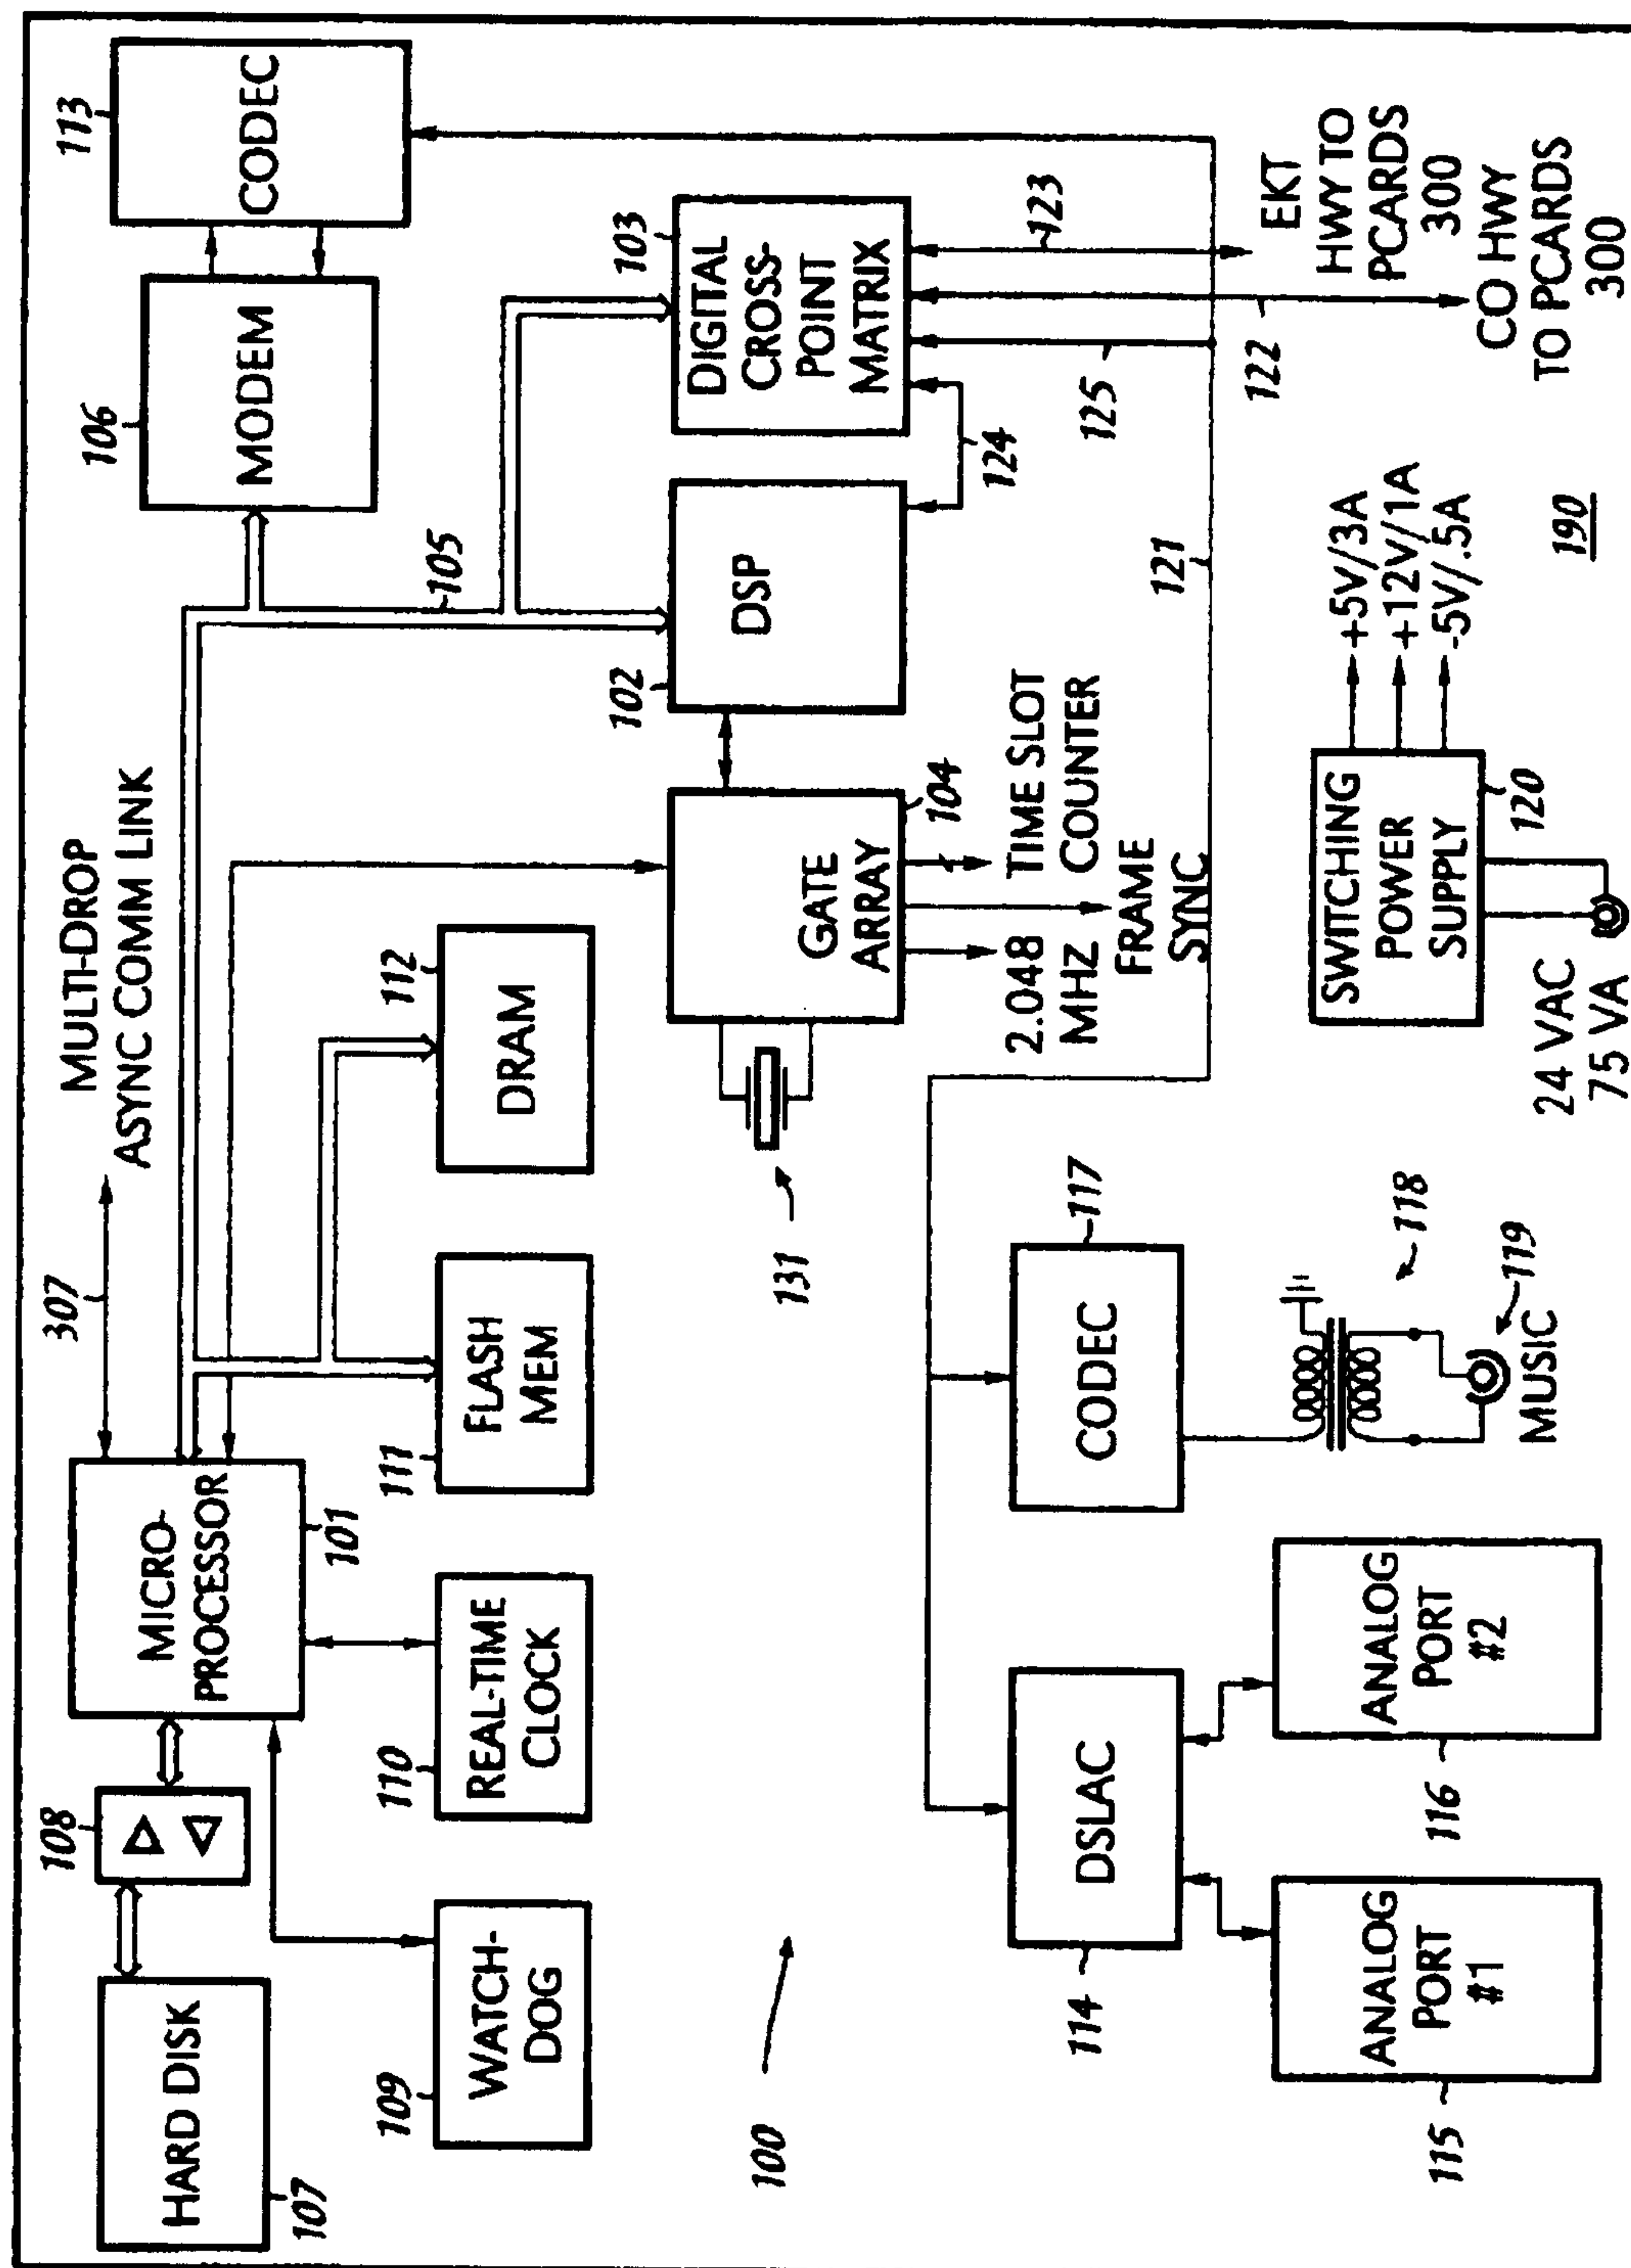 HARD DISK
107
108
MICRO-
PROCESSOR
101
307
MULTI-DROP
ASYNC COMM LINK
106
MODEM
113
CODEC
109
WATCH-
DOG
110
REAL-TIME
CLOCK
111
FLASH
MEM
112
DRAM
105
102
DSP
103
DIGITAL
CROSS-
POINT
MATRIX
GATE
ARRAY
104
131
2.048
MHZ
TIME SLOT
COUNTER
FRAME
SYNC
124
125
123
122
121
EKT
HWY TO
PCARDS
300
CO HWY
TO PCARDS
300
100
114
DSLAC
CODEC
117
115
ANALOG
PORT
#1
116
ANALOG
PORT
#2
118
119
MUSIC
SWITCHING
POWER
SUPPLY
120
+5V/3A
+12V/1A
-5V/.5A
24 VAC
75 VA
190